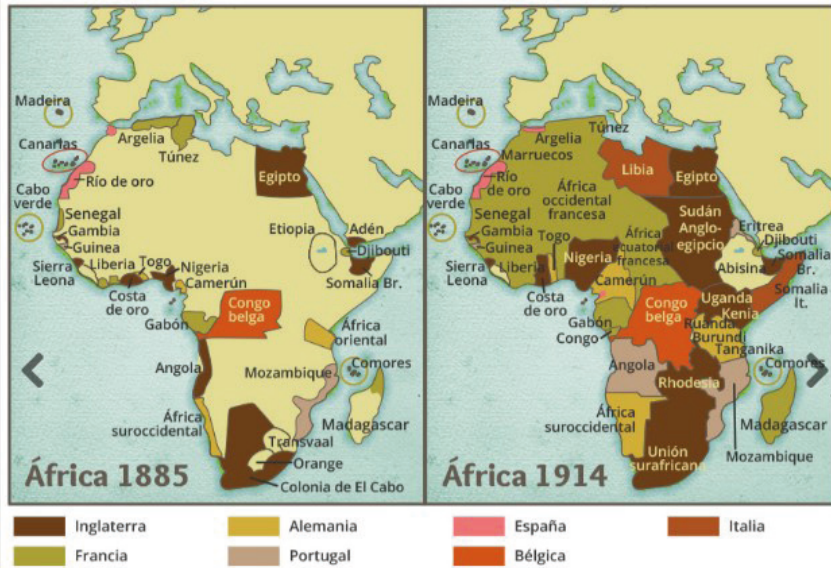 Madeira
Argelia
Canarias
Túnez
Egipto
Río de oro
Cabo
verde
Senegal
Gambia
Guinea
Etiopia
Adén
Djibouti
Sierra
Leona
Liberia
Togo
Nigeria
Camerún
Costa
de oro
Somalia Br.
Congo
belga
Gabón
África
oriental
Angola
Mozambique
Comores
África
suroccidental
Madagascar
Transvaal
Orange
Colonia de El Cabo
África 1885
Madeira
Argelia
Túnez
Canarias
Marruecos
Libia
Egipto
Río
de oro
Cabo
verde
África
occidental
francesa
Senegal
Gambia
Guinea
Sudán
Anglo-
egipcio
Eritrea
Djibouti
Somalia
Br.
Togo
África
ecuatorial
francesa
Nigeria
Abisina
Sierra
Leona
Liberia
Camerún
Costa
de oro
Somalia
It.
Uganda
Kenia
Congo
belga
Gabón
Congo
Ruanda
Burundi
Tanganika
Comores
Angola
Rhodesia
África
suroccidental
Madagascar
Mozambique
Unión
surafricana
África 1914
Inglaterra
Alemania
España
Italia
Francia
Portugal
Bélgica